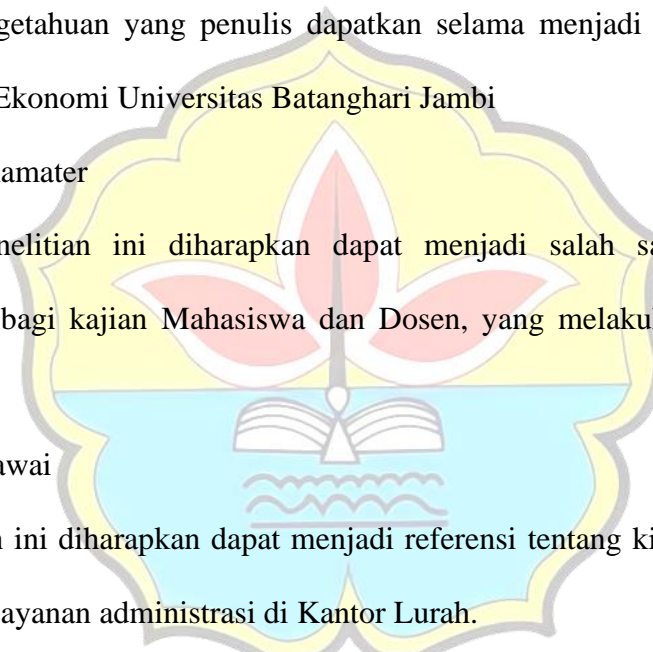 getahuan yang penulis dapatkan selama menjadi
Ekonomi Universitas Batanghari Jambi
amater
nelitian ini diharapkan dapat menjadi salah sa
bagi kajian Mahasiswa dan Dosen, yang melaku
awai
ini diharapkan dapat menjadi referensi tentang ki
ayanan administrasi di Kantor Lurah.